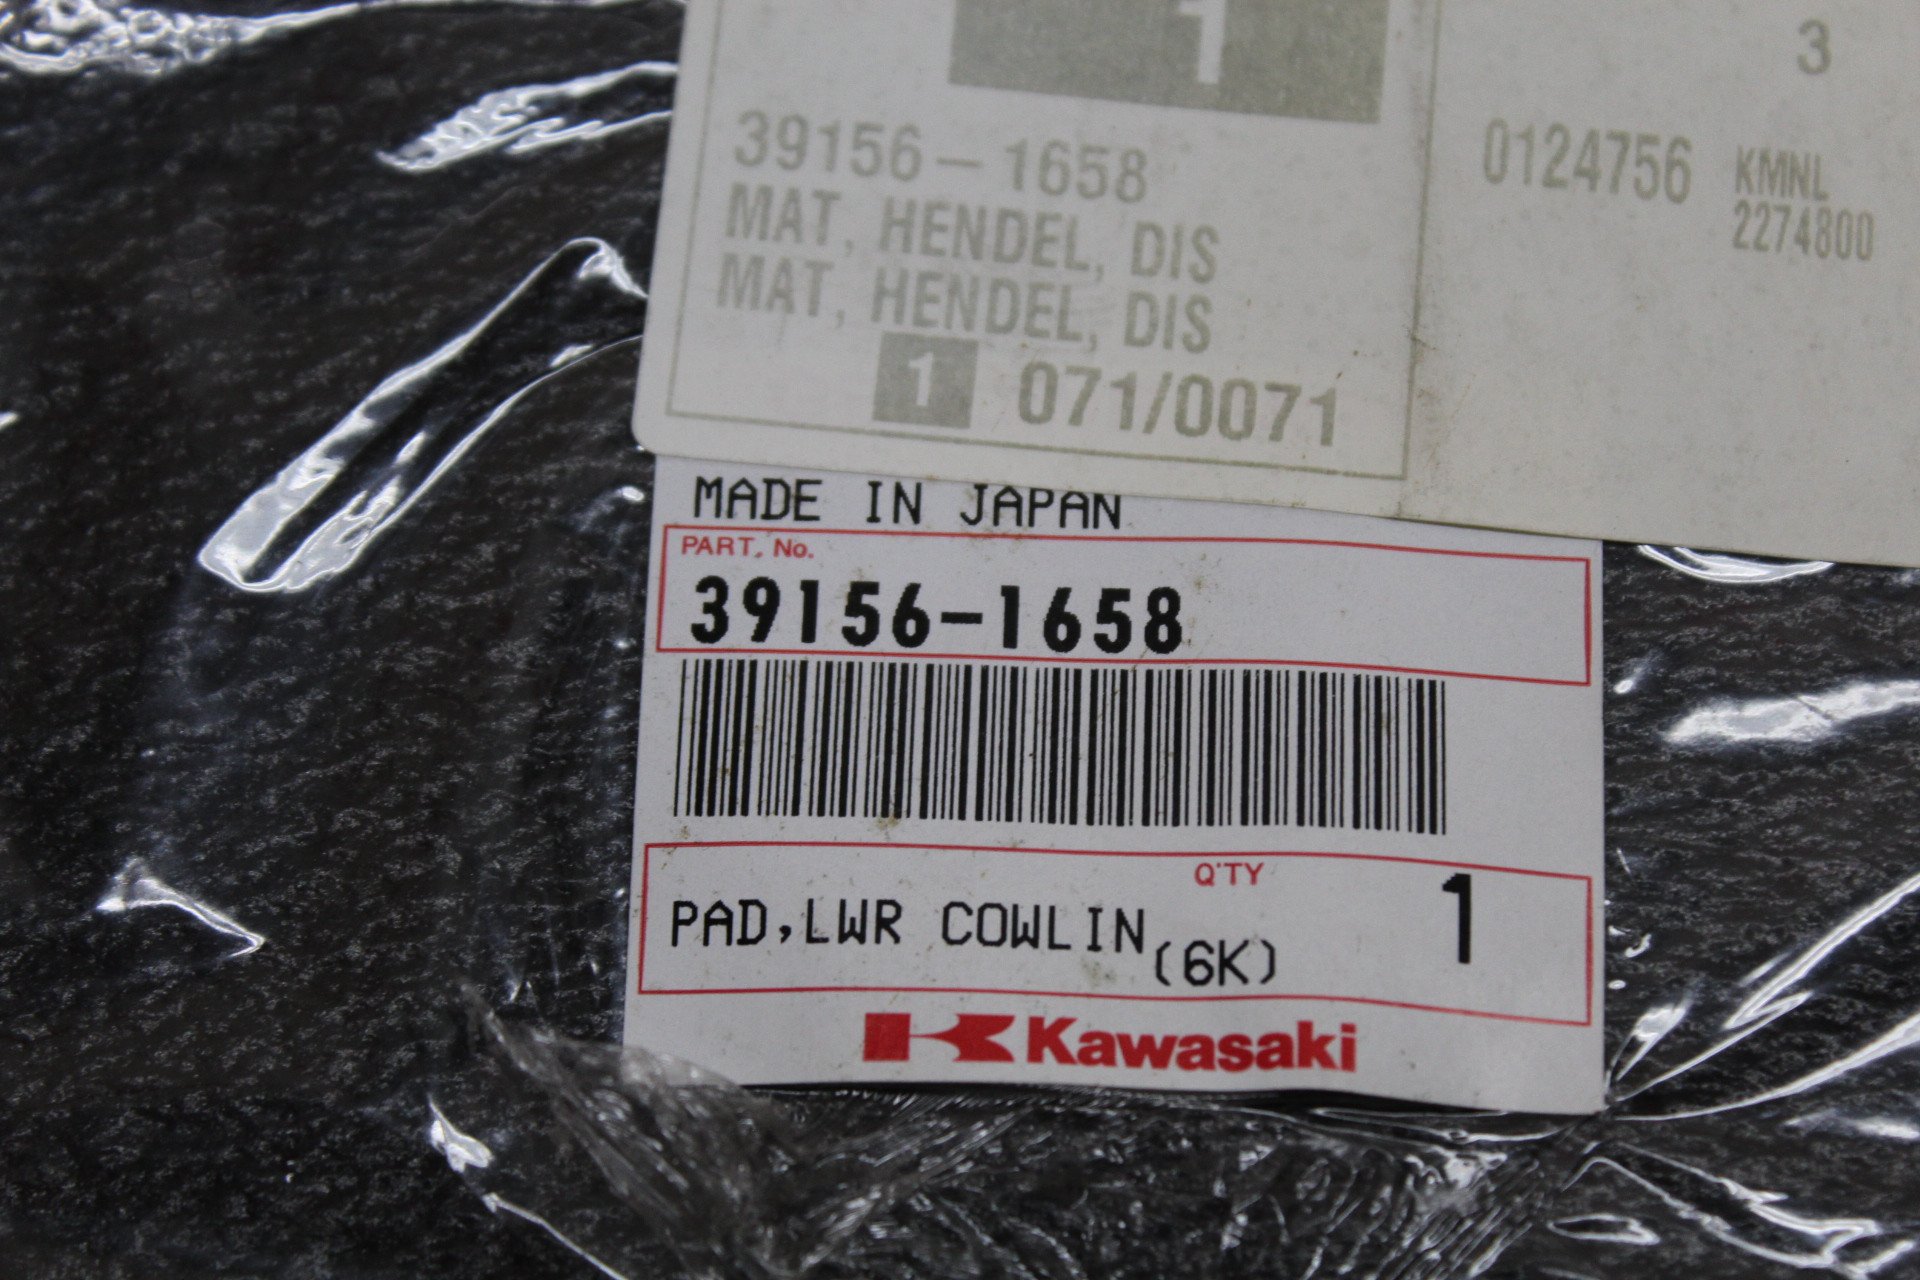 1
3
39156-1658
0124756 KMNL
2274800
MAT, HENDEL, DIS
MAT, HENDEL, DIS
1 071/0071
MADE IN JAPAN
PART. No.
39156-1658
Q'TY
PAD,LWR COWLIN(6K) 1
Kawasaki